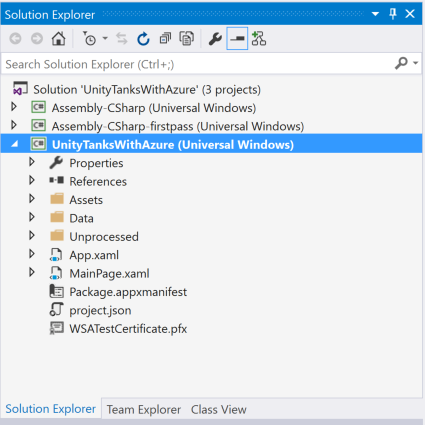 Solution Explorer
Search Solution Explorer (Ctrl+;)
Solution 'UnityTanksWithAzure' (3 projects)
C# Assembly-CSharp (Universal Windows)
C# Assembly-CSharp-firstpass (Universal Windows)
C# UnityTanksWithAzure (Universal Windows)
Properties
References
Assets
Data
Unprocessed
App.xaml
MainPage.xaml
Package.appxmanifest
project.json
WSATestCertificate.pfx
Solution Explorer Team Explorer Class View